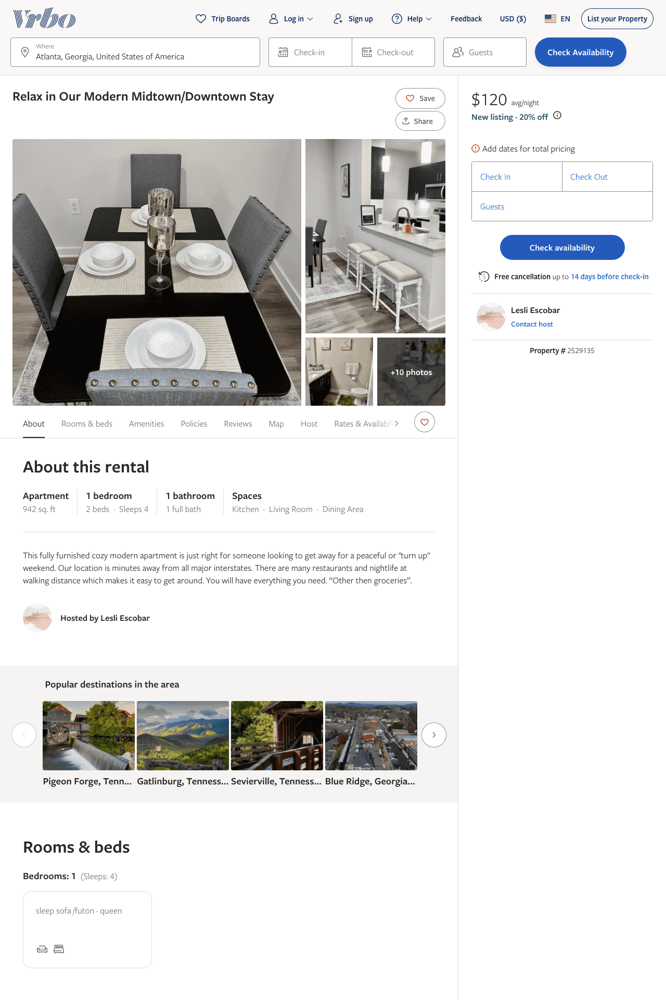 Vrbo
Trip Boards
Log in
Sign up
Help
Feedback
USD ($)
EN
List your Property
Where
Atlanta, Georgia, United States of America
Check-in
Check-out
Guests
Check Availability
Relax in Our Modern Midtown/Downtown Stay
Save
Share
$120 avg/night
New listing · 20% off
Add dates for total pricing
Check In
Check Out
Guests
Check availability
Free cancellation up to 14 days before check-in
Lesli Escobar
Contact host
Property # 2529135
+10 photos
About
Rooms & beds
Amenities
Policies
Reviews
Map
Host
Rates & Availabili
About this rental
Apartment
942 sq. ft
1 bedroom
2 beds · Sleeps 4
1 bathroom
1 full bath
Spaces
Kitchen · Living Room · Dining Area
This fully furnished cozy modern apartment is just right for someone looking to get away for a peaceful or "turn up"
weekend. Our location is minutes away from all major interstates. There are many restaurants and nightlife at
walking distance which makes it easy to get around. You will have everything you need. “Other then groceries”.
Hosted by Lesli Escobar
Popular destinations in the area
Pigeon Forge, Tenn...
Gatlinburg, Tenness...
Sevierville, Tenness...
Blue Ridge, Georgia...
Rooms & beds
Bedrooms: 1 (Sleeps: 4)
sleep sofa /futon · queen